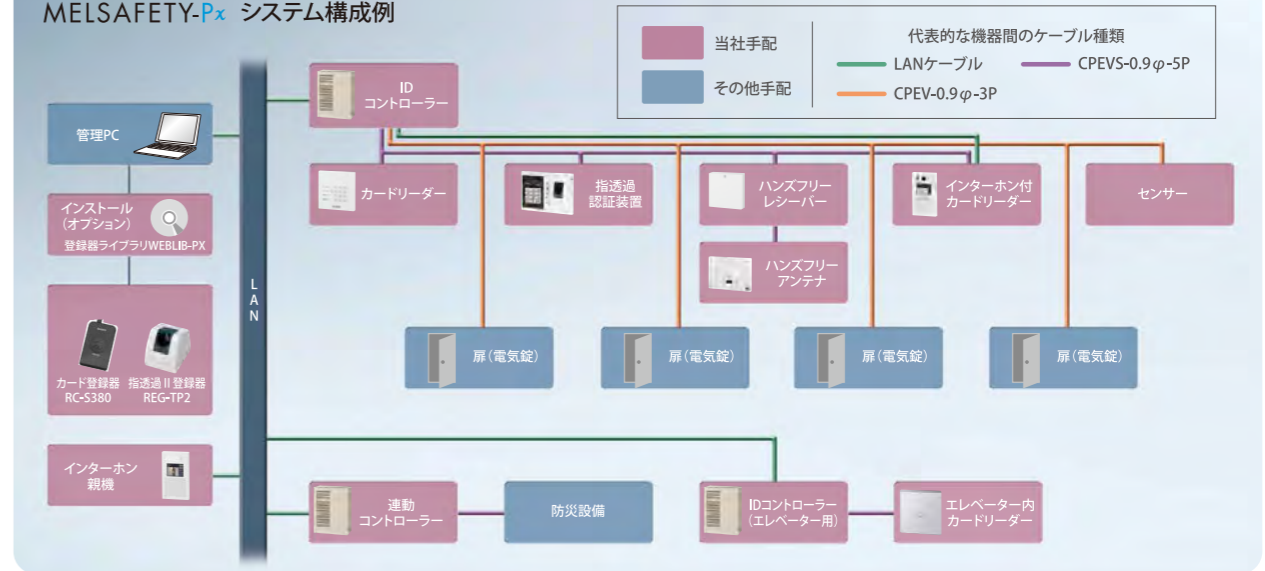 MELSAFETY-Px システム構成例
当社手配
その他手配
代表的な機器間のケーブル種類
LANケーブル
CPEVS-0.9φ-5P
CPEV-0.9φ-3P
管理PC
インストール
(オプション)
登録器ライブラリWEBLIB-PX
カード登録器
RC-S380
指透過Ⅱ登録器
REG-TP2
インターホン
親機
LAN
ID
コントローラー
カードリーダー
指透過
認証装置
ハンズフリー
レシーバー
インターホン付
カードリーダー
センサー
ハンズフリー
アンテナ
扉(電気錠)
扉(電気錠)
扉(電気錠)
扉(電気錠)
連動
コントローラー
防災設備
IDコントローラー
(エレベーター用)
エレベーター内
カードリーダー